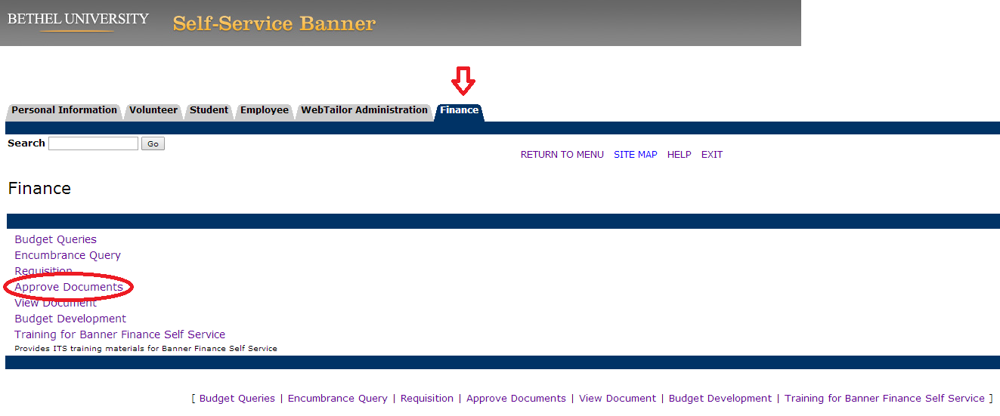 BETHEL UNIVERSITY Self-Service Banner
Personal Information Volunteer Student Employee WebTailor Administration Finance
Search Go
RETURN TO MENU SITE MAP HELP EXIT
Finance
Budget Queries
Encumbrance Query
Requisition
Approve Documents
View Document
Budget Development
Training for Banner Finance Self Service
Provides ITS training materials for Banner Finance Self Service
[ Budget Queries | Encumbrance Query | Requisition | Approve Documents | View Document | Budget Development | Training for Banner Finance Self Service ]